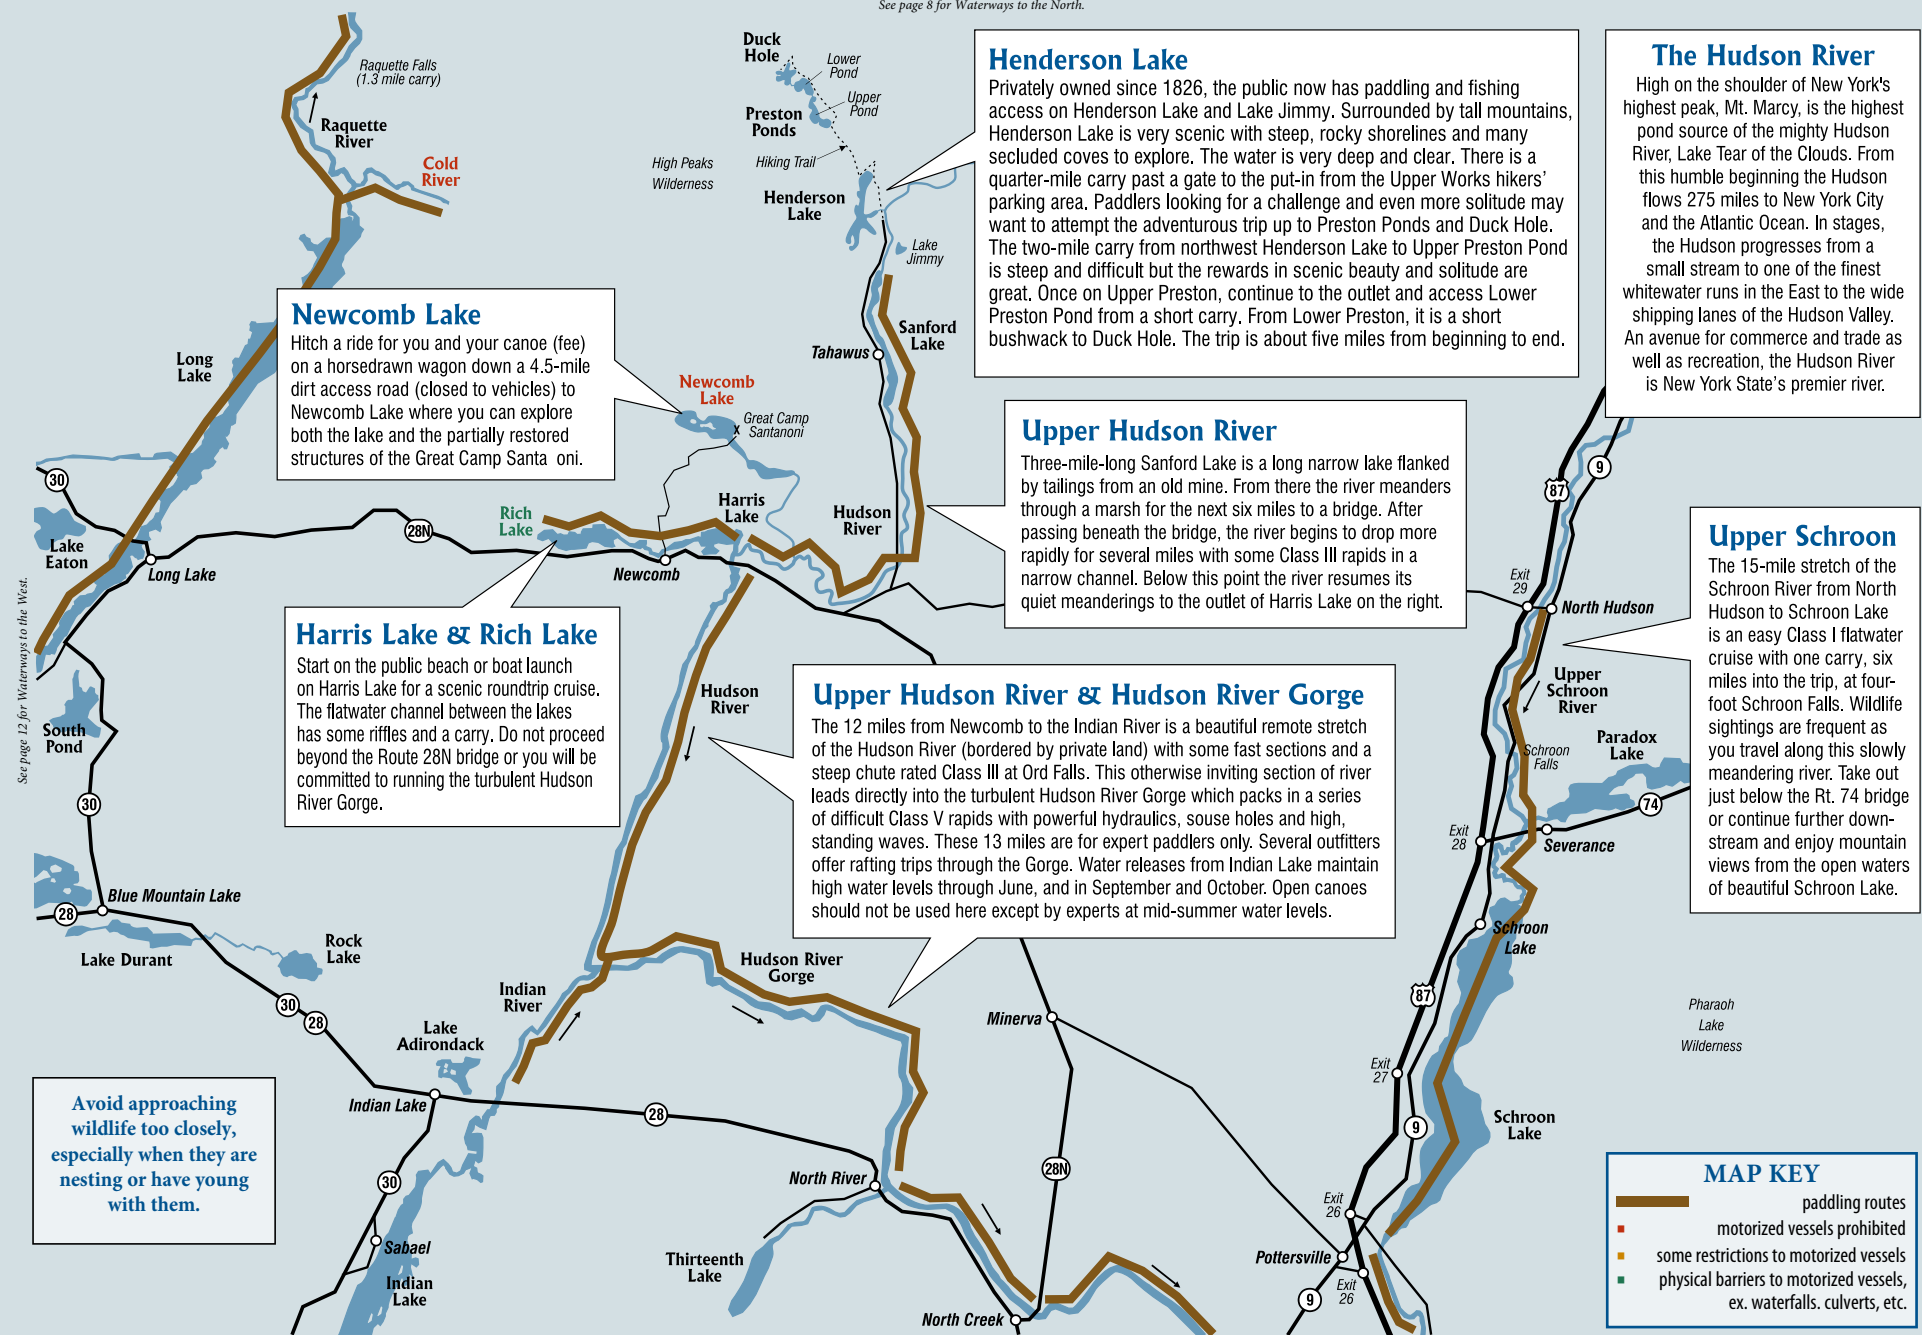 See page 8 for Waterways to the North.
Raquette Falls
(1.3 mile carry)
Raquette
River
Cold
River
Duck
Hole
Lower
Pond
Upper
Pond
Preston
Ponds
Hiking Trail
High Peaks
Wilderness
Henderson
Lake
Lake
Jimmy
Henderson Lake
Privately owned since 1826, the public now has paddling and fishing
access on Henderson Lake and Lake Jimmy. Surrounded by tall mountains,
Henderson Lake is very scenic with steep, rocky shorelines and many
secluded coves to explore. The water is very deep and clear. There is a
quarter-mile carry past a gate to the put-in from the Upper Works hikers'
parking area. Paddlers looking for a challenge and even more solitude may
want to attempt the adventurous trip up to Preston Ponds and Duck Hole.
The two-mile carry from northwest Henderson Lake to Upper Preston Pond
is steep and difficult but the rewards in scenic beauty and solitude are
great. Once on Upper Preston, continue to the outlet and access Lower
Preston Pond from a short carry. From Lower Preston, it is a short
bushwack to Duck Hole. The trip is about five miles from beginning to end.
The Hudson River
High on the shoulder of New York's
highest peak, Mt. Marcy, is the highest
pond source of the mighty Hudson
River, Lake Tear of the Clouds. From
this humble beginning the Hudson
flows 275 miles to New York City
and the Atlantic Ocean. In stages,
the Hudson progresses from a
small stream to one of the finest
whitewater runs in the East to the wide
shipping lanes of the Hudson Valley.
An avenue for commerce and trade as
well as recreation, the Hudson River
is New York State's premier river.
Newcomb Lake
Hitch a ride for you and your canoe (fee)
on a horsedrawn wagon down a 4.5-mile
dirt access road (closed to vehicles) to
Newcomb Lake where you can explore
both the lake and the partially restored
structures of the Great Camp Santa oni.
Long
Lake
Sanford
Lake
Tahawus
Newcomb
Lake
Great Camp
Santanoni
x
Upper Hudson River
Three-mile-long Sanford Lake is a long narrow lake flanked
by tailings from an old mine. From there the river meanders
through a marsh for the next six miles to a bridge. After
passing beneath the bridge, the river begins to drop more
rapidly for several miles with some Class III rapids in a
narrow channel. Below this point the river resumes its
quiet meanderings to the outlet of Harris Lake on the right.
30
Lake
Eaton
Long Lake
28N
Rich
Lake
Harris
Lake
Hudson
River
Newcomb
9
87
Exit
29
North Hudson
Upper Schroon
The 15-mile stretch of the
Schroon River from North
Hudson to Schroon Lake
is an easy Class I flatwater
cruise with one carry, six
miles into the trip, at four-
foot Schroon Falls. Wildlife
sightings are frequent as
you travel along this slowly
meandering river. Take out
just below the Rt. 74 bridge
or continue further down-
stream and enjoy mountain
views from the open waters
of beautiful Schroon Lake.
See page 12 for Waterways to the West.
Harris Lake & Rich Lake
Start on the public beach or boat launch
on Harris Lake for a scenic roundtrip cruise.
The flatwater channel between the lakes
has some riffles and a carry. Do not proceed
beyond the Route 28N bridge or you will be
committed to running the turbulent Hudson
River Gorge.
Hudson
River
Upper Hudson River & Hudson River Gorge
The 12 miles from Newcomb to the Indian River is a beautiful remote stretch
of the Hudson River (bordered by private land) with some fast sections and a
steep chute rated Class III at Ord Falls. This otherwise inviting section of river
leads directly into the turbulent Hudson River Gorge which packs in a series
of difficult Class V rapids with powerful hydraulics, souse holes and high,
standing waves. These 13 miles are for expert paddlers only. Several outfitters
offer rafting trips through the Gorge. Water releases from Indian Lake maintain
high water levels through June, and in September and October. Open canoes
should not be used here except by experts at mid-summer water levels.
Upper
Schroon
River
Schroon
Falls
Paradox
Lake
74
Exit
28
Severance
South
Pond
30
Blue Mountain Lake
28
Lake Durant
Rock
Lake
Schroon
Lake
Hudson River
Gorge
Indian
River
30
28
Lake
Adirondack
Minerva
87
Pharaoh
Lake
Wilderness
Exit
27
Indian Lake
28
9
Schroon
Lake
Avoid approaching
wildlife too closely,
especially when they are
nesting or have young
with them.
30
North River
28N
Exit
26
Sabael
Indian
Lake
Thirteenth
Lake
Pottersville
Exit
26
9
North Creek
MAP KEY
paddling routes
motorized vessels prohibited
some restrictions to motorized vessels
physical barriers to motorized vessels,
ex. waterfalls. culverts, etc.